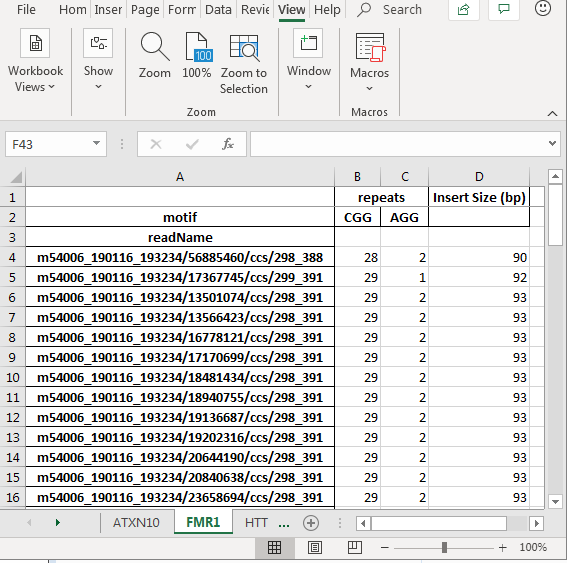 File Hom Inser Page Form Data Revie View Help Search
Workbook Views Show Zoom 100% Zoom to Selection Window Macros
100
Zoom Macros
F43 fx
A B C D
1 repeats Insert Size (bp)
2 motif CGG AGG
3 readName
4 m54006_190116_193234/56885460/ccs/298_388 28 2 90
5 m54006_190116_193234/17367745/ccs/299_391 29 1 92
6 m54006_190116_193234/13501074/ccs/298_391 29 2 93
7 m54006_190116_193234/13566423/ccs/298_391 29 2 93
8 m54006_190116_193234/16778121/ccs/298_391 29 2 93
9 m54006_190116_193234/17170699/ccs/298_391 29 2 93
10 m54006_190116_193234/18481434/ccs/298_391 29 2 93
11 m54006_190116_193234/18940755/ccs/298_391 29 2 93
12 m54006_190116_193234/19136687/ccs/298_391 29 2 93
13 m54006_190116_193234/19202316/ccs/298_391 29 2 93
14 m54006_190116_193234/20644190/ccs/298_391 29 2 93
15 m54006_190116_193234/20840638/ccs/298_391 29 2 93
16 m54006_190116_193234/23658694/ccs/298_391 29 2 93
ATXN10 FMR1 HTT ...
100%